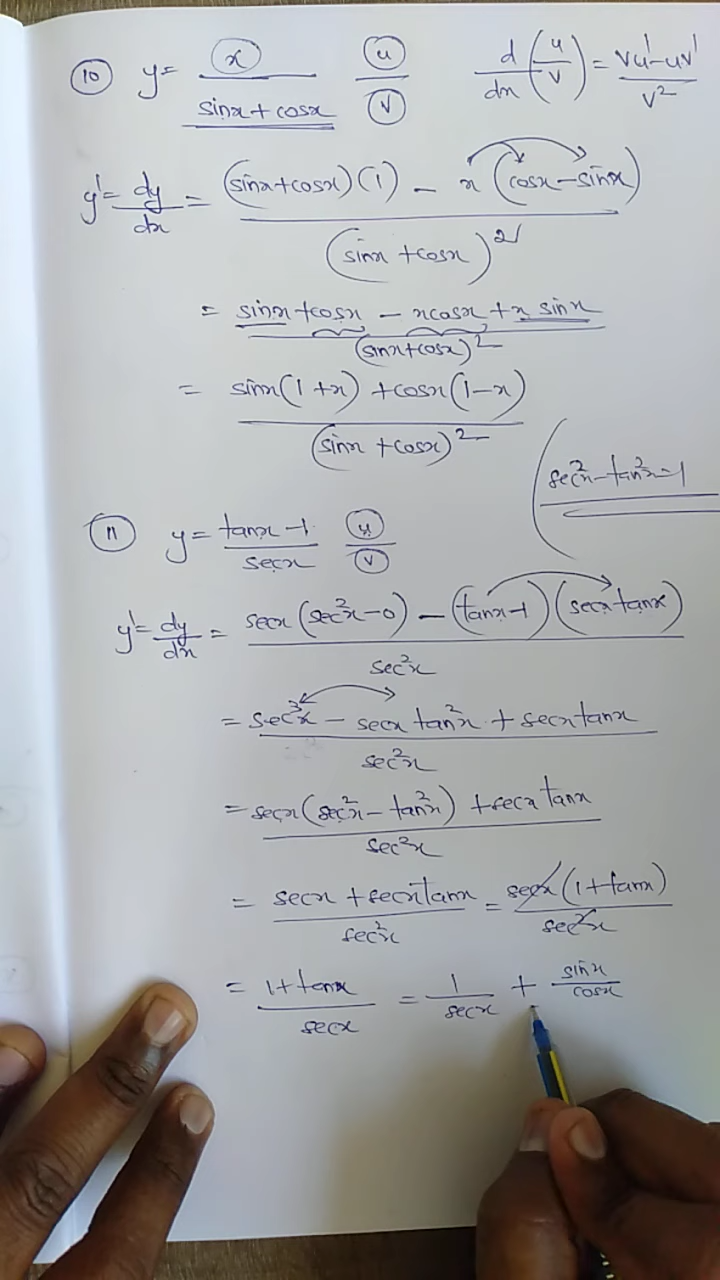 (10) y = x / (sinx + cosx) (u)/(v) d/dx (u/v) = (vu' - uv') / v²
y' = dy/dx = ((sinx + cosx)(1) - x(cosx - sinx)) / (sinx + cosx)²
= (sinx + cosx - xcosx + x sinx) / (sinx + cosx)²
= (sinx(1 + x) + cosx(1 - x)) / (sinx + cosx)²
sec²x - tan²x = 1
(11) y = (tanx - 1) / secx (u)/(v)
y' = dy/dx = (secx(sec²x - 0) - (tanx - 1)(secx tanx)) / sec²x
= (sec³x - secx tan²x + secx tanx) / sec²x
= (secx(sec²x - tan²x) + secx tanx) / sec²x
= (secx + secx tanx) / sec²x = secx(1 + tanx) / sec²x
= (1 + tanx) / secx = 1/secx + sinx/cosx